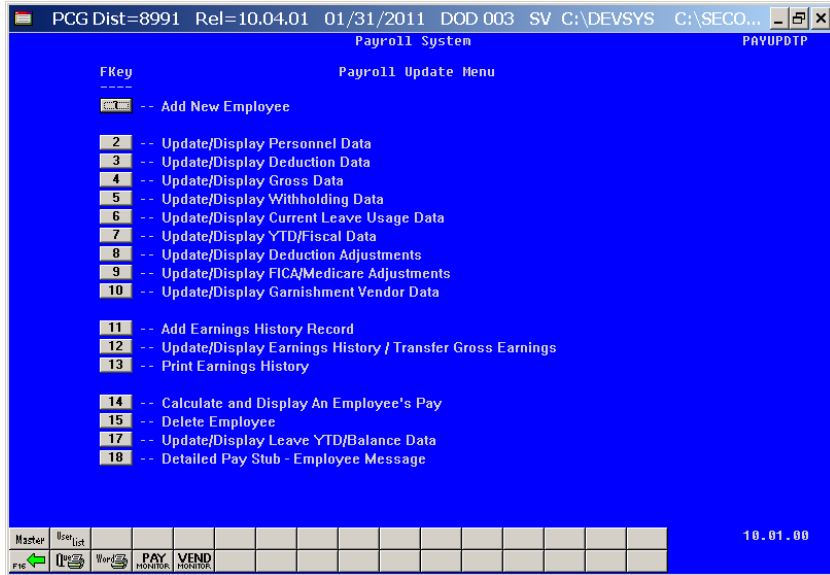 PCG Dist=8991 Rel=10.04.01 01/31/2011 DOD 003 SV C:\DEVSYS C:\SECO...
Payroll System PAYUPDTP
FKey Payroll Update Menu
----
1 -- Add New Employee
2 -- Update/Display Personnel Data
3 -- Update/Display Deduction Data
4 -- Update/Display Gross Data
5 -- Update/Display Withholding Data
6 -- Update/Display Current Leave Usage Data
7 -- Update/Display YTD/Fiscal Data
8 -- Update/Display Deduction Adjustments
9 -- Update/Display FICA/Medicare Adjustments
10 -- Update/Display Garnishment Vendor Data
11 -- Add Earnings History Record
12 -- Update/Display Earnings History / Transfer Gross Earnings
13 -- Print Earnings History
14 -- Calculate and Display An Employee's Pay
15 -- Delete Employee
17 -- Update/Display Leave YTD/Balance Data
18 -- Detailed Pay Stub - Employee Message
Master User List 10.01.00
F16 Que Word PAY MONITOR VEND MONITOR